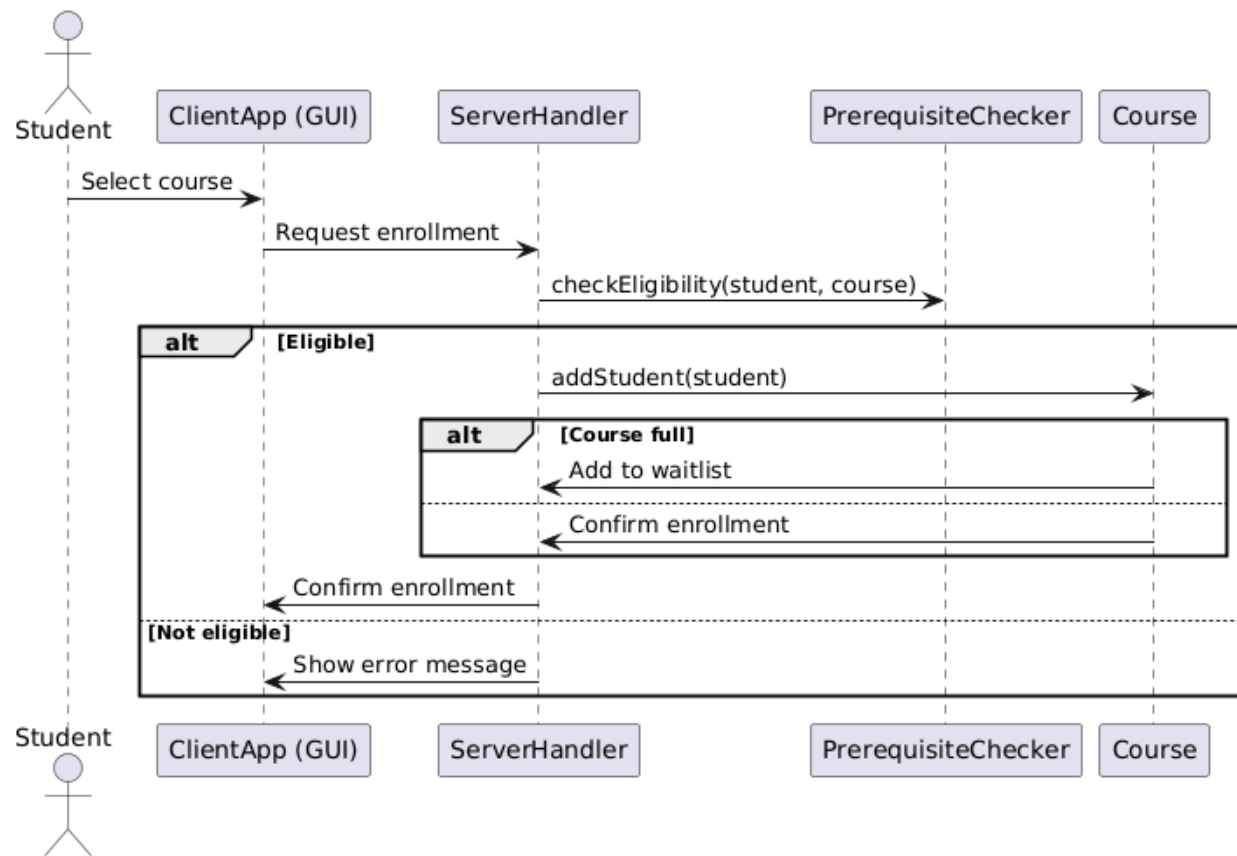 Student
ClientApp (GUI)
ServerHandler
PrerequisiteChecker
Course
Select course
Request enrollment
checkEligibility(student, course)
alt
[Eligible]
addStudent(student)
alt
[Course full]
Add to waitlist
Confirm enrollment
Confirm enrollment
[Not eligible]
Show error message
Student
ClientApp (GUI)
ServerHandler
PrerequisiteChecker
Course